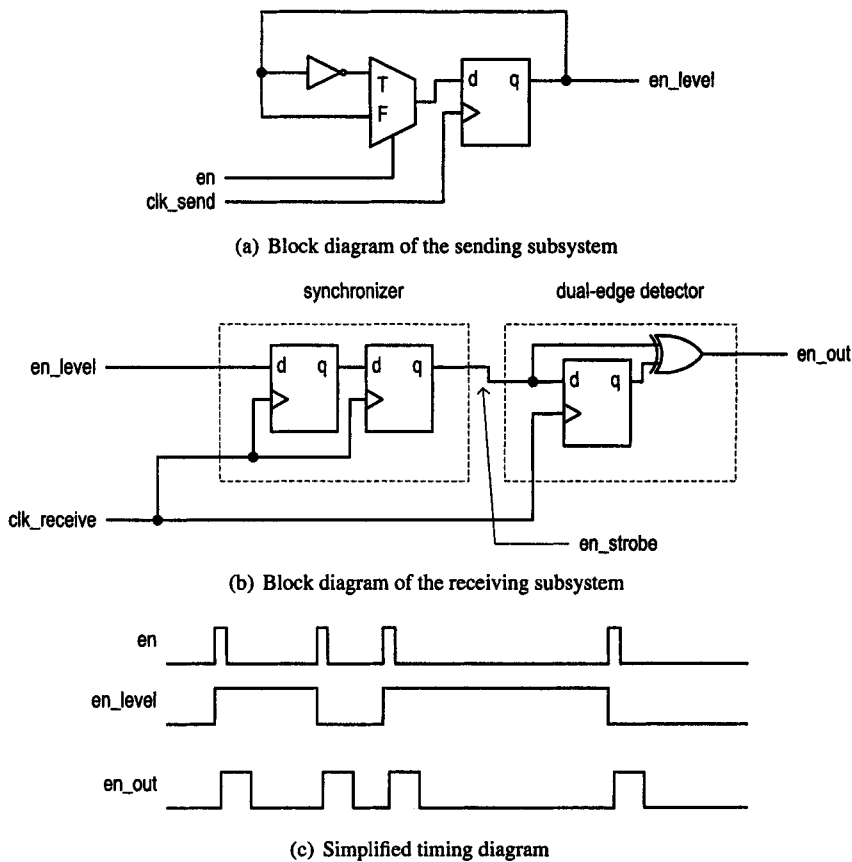 T
d q
en_level
F
en
clk_send
(a) Block diagram of the sending subsystem
synchronizer
dual-edge detector
en_level
d q
d q
en_out
d q
clk_receive
en_strobe
(b) Block diagram of the receiving subsystem
en
en_level
en_out
(c) Simplified timing diagram